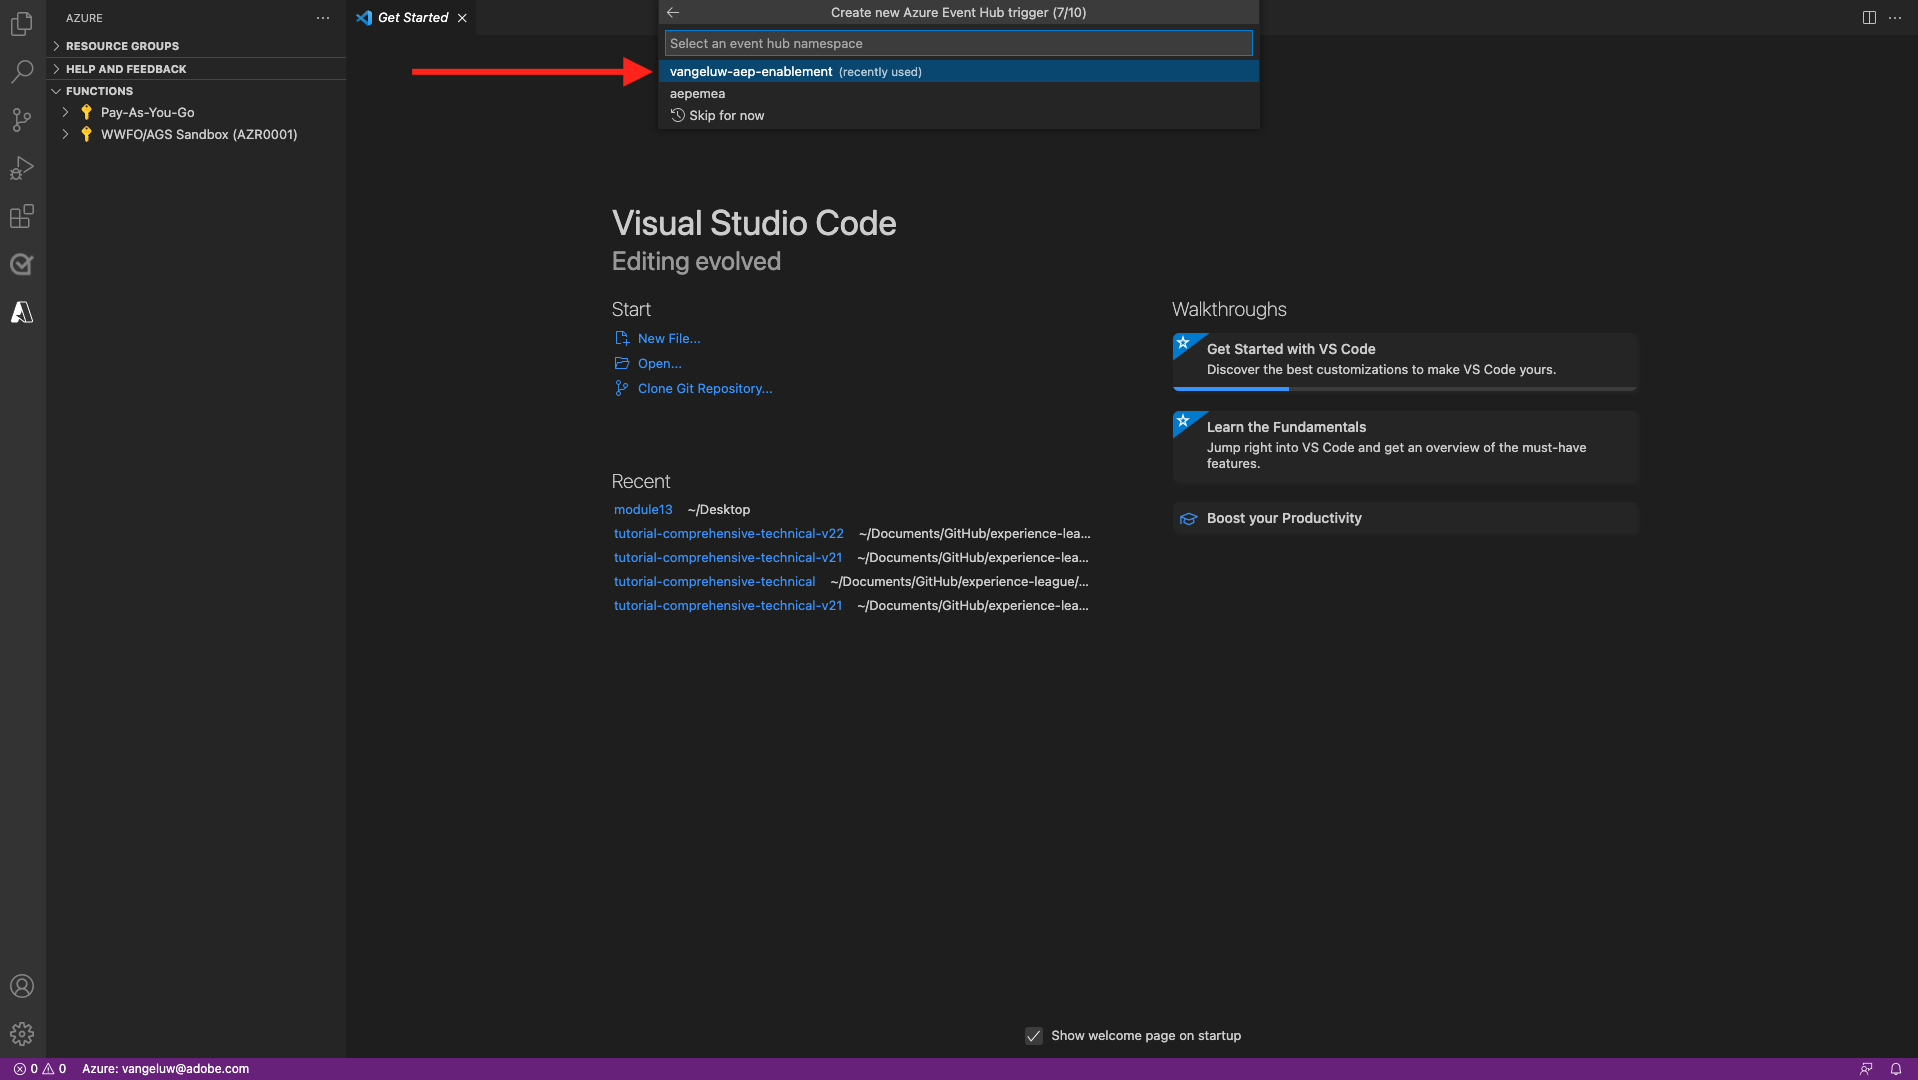 AZURE
RESOURCE GROUPS
HELP AND FEEDBACK
FUNCTIONS
Pay-As-You-Go
WWFO/AGS Sandbox (AZR0001)
Get Started
Create new Azure Event Hub trigger (7/10)
Select an event hub namespace
vangeluw-aep-enablement (recently used)
aepemea
Skip for now
Visual Studio Code
Editing evolved
Start
New File...
Open...
Clone Git Repository...
Recent
module13 ~/Desktop
tutorial-comprehensive-technical-v22 ~/Documents/GitHub/experience-lea...
tutorial-comprehensive-technical-v21 ~/Documents/GitHub/experience-lea...
tutorial-comprehensive-technical ~/Documents/GitHub/experience-league/...
tutorial-comprehensive-technical-v21 ~/Documents/GitHub/experience-lea...
Walkthroughs
Get Started with VS Code
Discover the best customizations to make VS Code yours.
Learn the Fundamentals
Jump right into VS Code and get an overview of the must-have
features.
Boost your Productivity
Show welcome page on startup
0 0 Azure: vangeluw@adobe.com